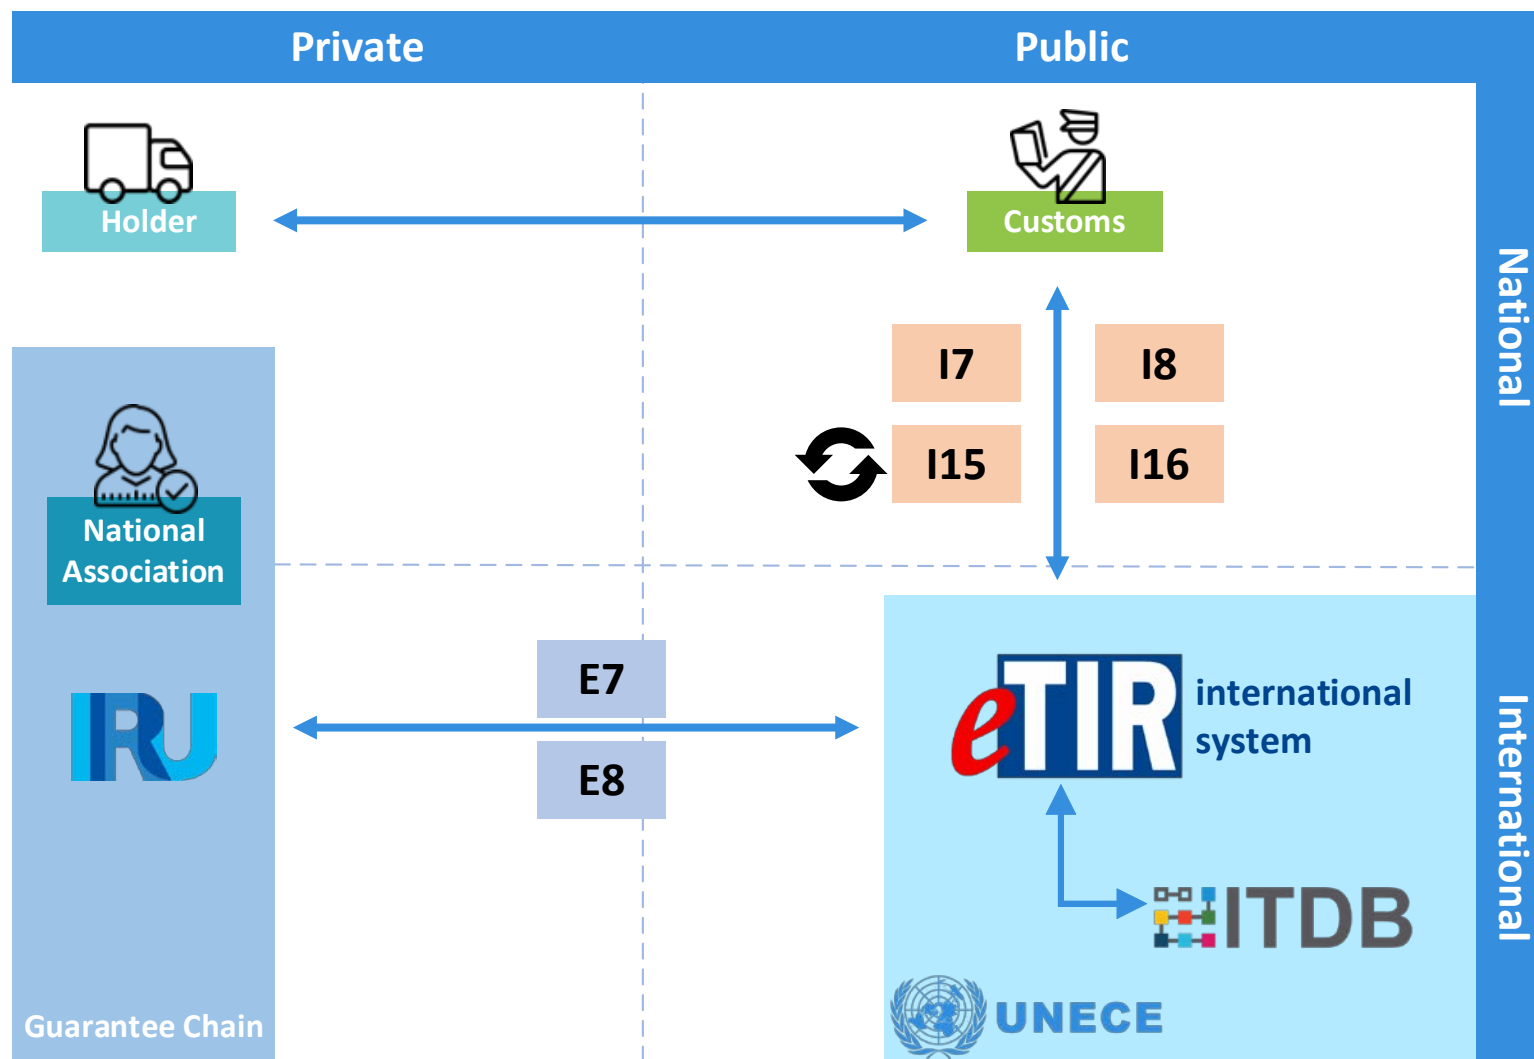 Private
Public
Holder
Customs
National
I7
I8
I15
I16
National
Association
E7
E8
IRU
eTIR
international
system
International
ITDB
Guarantee Chain
UNECE